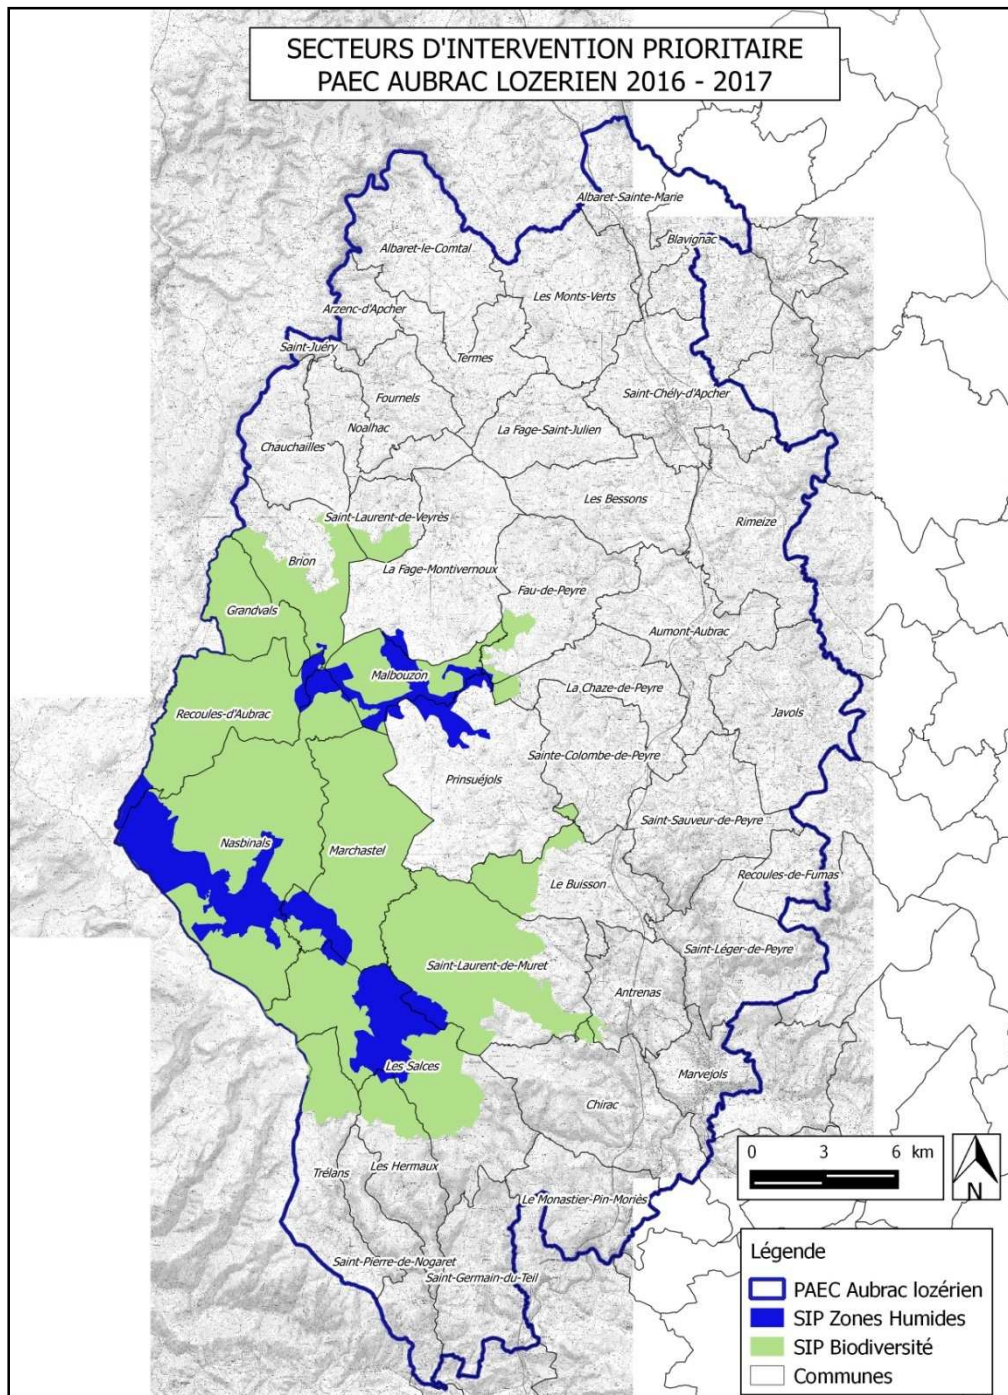 SECTEURS D'INTERVENTION PRIORITAIRE
PAEC AUBRAC LOZERIEN 2016 - 2017
Albaret-Sainte-Marie
Blavignac
Albaret-le-Comtal
Les Monts-Verts
Arzenc-d'Apcher
Saint-Juéry
Termes
Saint-Chély-d'Apcher
Fournels
Noalhac
La Fage-Saint-Julien
Chauchailles
Les Bessons
Saint-Laurent-de-Veyrès
Rimeize
Brion
La Fage-Montivernoux
Fau-de-Peyre
Grandvals
Aumont-Aubrac
Malbouzon
La Chaze-de-Peyre
Recoules-d'Aubrac
Javols
Sainte-Colombe-de-Peyre
Prinsuéjols
Saint-Sauveur-de-Peyre
Nasbinals
Marchastel
Recoules-de-Fumas
Le Buisson
Saint-Léger-de-Peyre
Saint-Laurent-de-Muret
Antrenas
Les Salces
Marvejols
Chirac
Trélans
Les Hermaux
Le Monastier-Pin-Moriès
Saint-Pierre-de-Nogaret
Saint-Germain-du-Teil
0 3 6 km
N
Légende
PAEC Aubrac lozérien
SIP Zones Humides
SIP Biodiversité
Communes